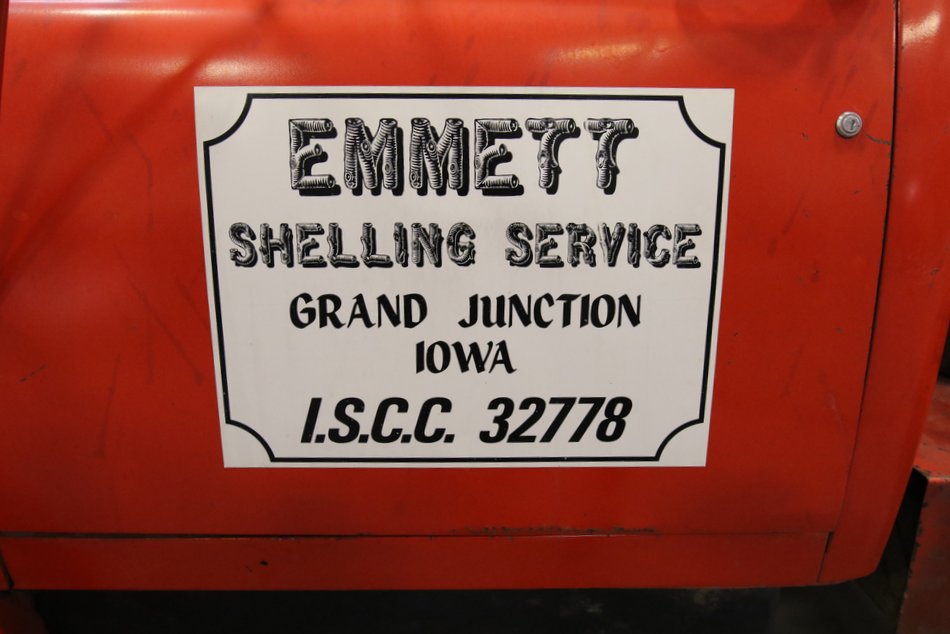 EMMETT
SHELLING SERVICE
GRAND JUNCTION
IOWA
I.S.C.C. 32778